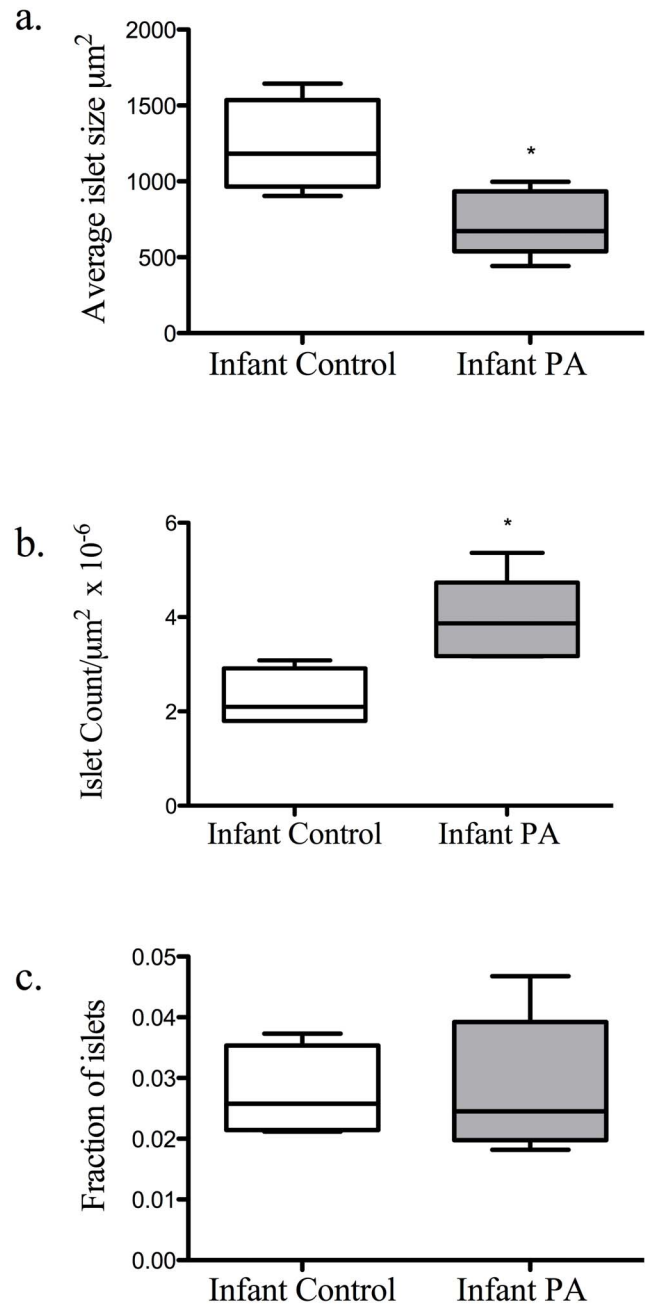 a.
Average islet size µm²
2000
1500
1000
500
0
*
Infant Control
Infant PA
b.
Islet Count/µm² x 10⁻⁶
6
4
2
0
*
Infant Control
Infant PA
c.
Fraction of islets
0.05
0.04
0.03
0.02
0.01
0.00
Infant Control
Infant PA